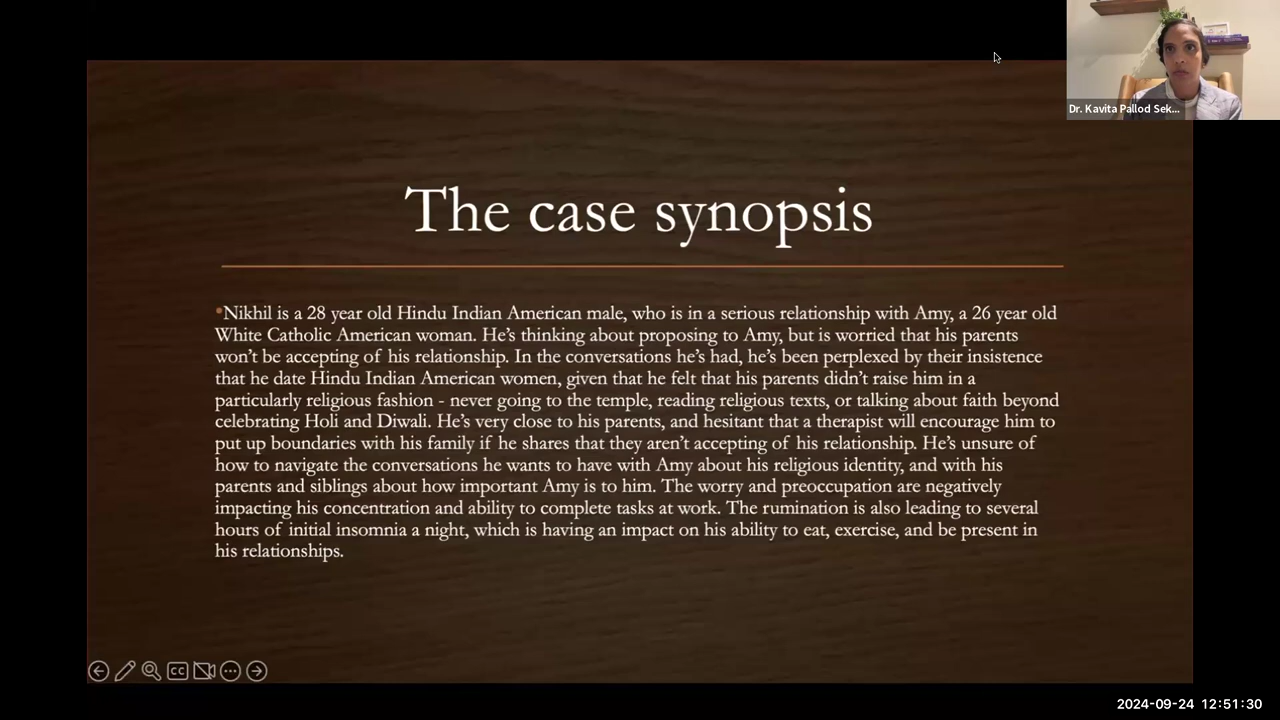 Dr. Kavita Pallod Sek...
The case synopsis
•Nikhil is a 28 year old Hindu Indian American male, who is in a serious relationship with Amy, a 26 year old
White Catholic American woman. He's thinking about proposing to Amy, but is worried that his parents
won't be accepting of his relationship. In the conversations he's had, he's been perplexed by their insistence
that he date Hindu Indian American women, given that he felt that his parents didn't raise him in a
particularly religious fashion - never going to the temple, reading religious texts, or talking about faith beyond
celebrating Holi and Diwali. He's very close to his parents, and hesitant that a therapist will encourage him to
put up boundaries with his family if he shares that they aren't accepting of his relationship. He's unsure of
how to navigate the conversations he wants to have with Amy about his religious identity, and with his
parents and siblings about how important Amy is to him. The worry and preoccupation are negatively
impacting his concentration and ability to complete tasks at work. The rumination is also leading to several
hours of initial insomnia a night, which is having an impact on his ability to eat, exercise, and be present in
his relationships.
CC
2024-09-24 12:51:30